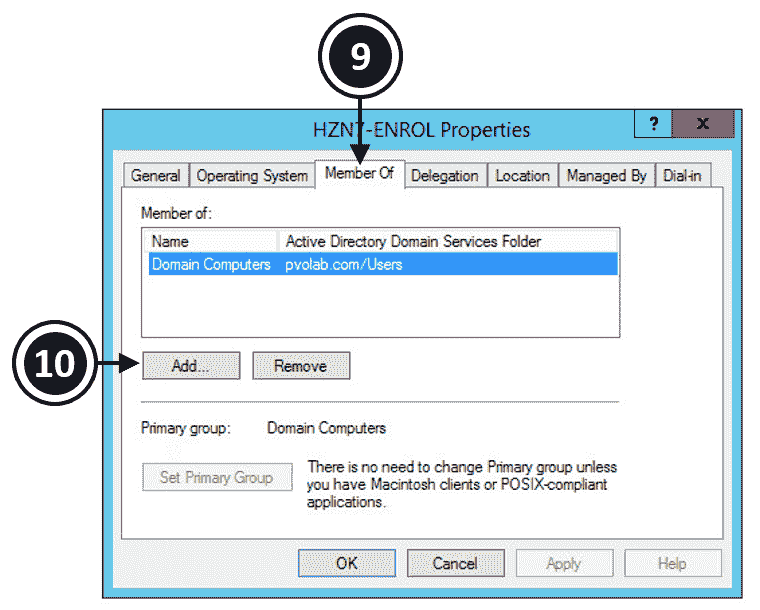 9
HZN7-ENROL Properties
? x
General Operating System Member Of Delegation Location Managed By Dial-in
Member of:
Name Active Directory Domain Services Folder
Domain Computers pvolab.com/Users
10
Add... Remove
Primary group: Domain Computers
Set Primary Group
There is no need to change Primary group unless
you have Macintosh clients or POSIX-compliant
applications.
OK Cancel Apply Help